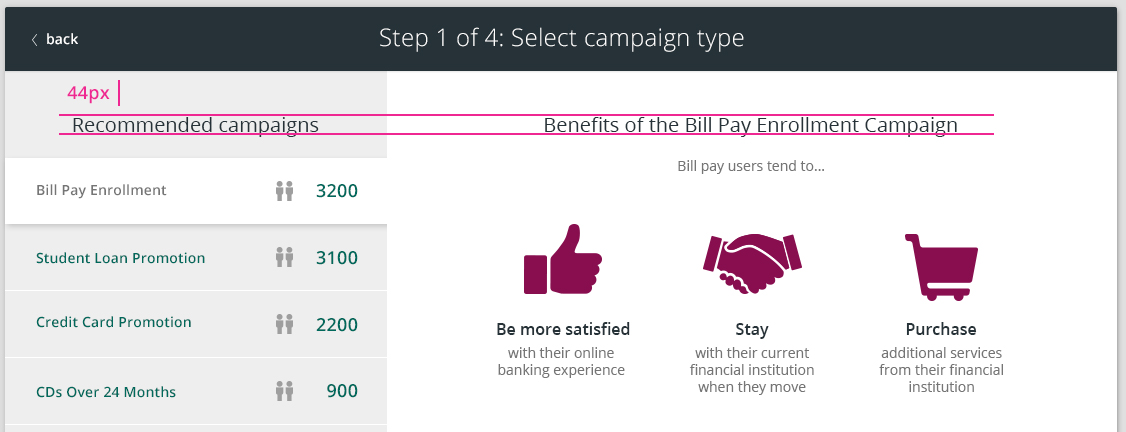 back
Step 1 of 4: Select campaign type
44px
Recommended campaigns
Bill Pay Enrollment 3200
Student Loan Promotion 3100
Credit Card Promotion 2200
CDs Over 24 Months 900
Benefits of the Bill Pay Enrollment Campaign
Bill pay users tend to...
Be more satisfied
with their online
banking experience
Stay
with their current
financial institution
when they move
Purchase
additional services
from their financial
institution